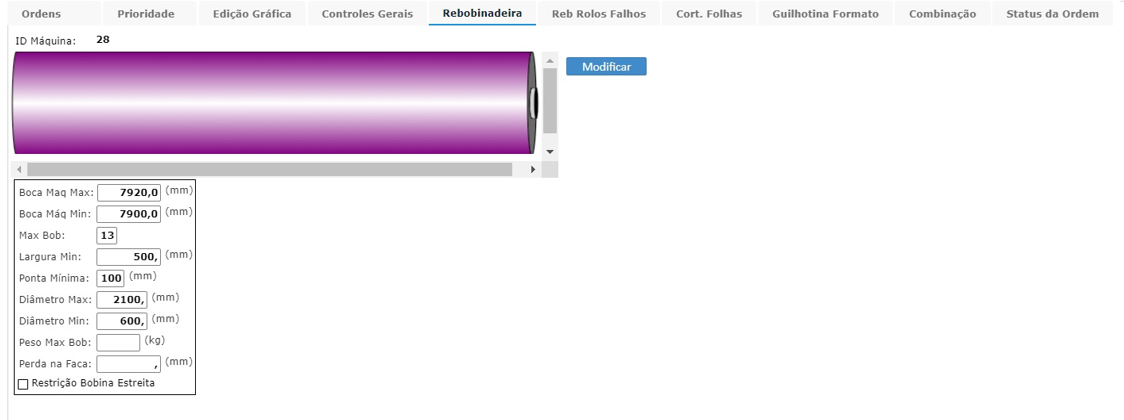 Ordens Prioridade Edição Gráfica Controles Gerais Rebobinadeira Reb Rolos Falhos Cort. Folhas Guilhotina Formato Combinação Status da Ordem
ID Máquina: 28
Modificar
Boca Maq Max: 7920,0 (mm)
Boca Máq Min: 7900,0 (mm)
Max Bob: 13
Largura Min: 500, (mm)
Ponta Mínima: 100 (mm)
Diâmetro Max: 2100, (mm)
Diâmetro Min: 600, (mm)
Peso Max Bob: (kg)
Perda na Faca: , (mm)
Restrição Bobina Estreita